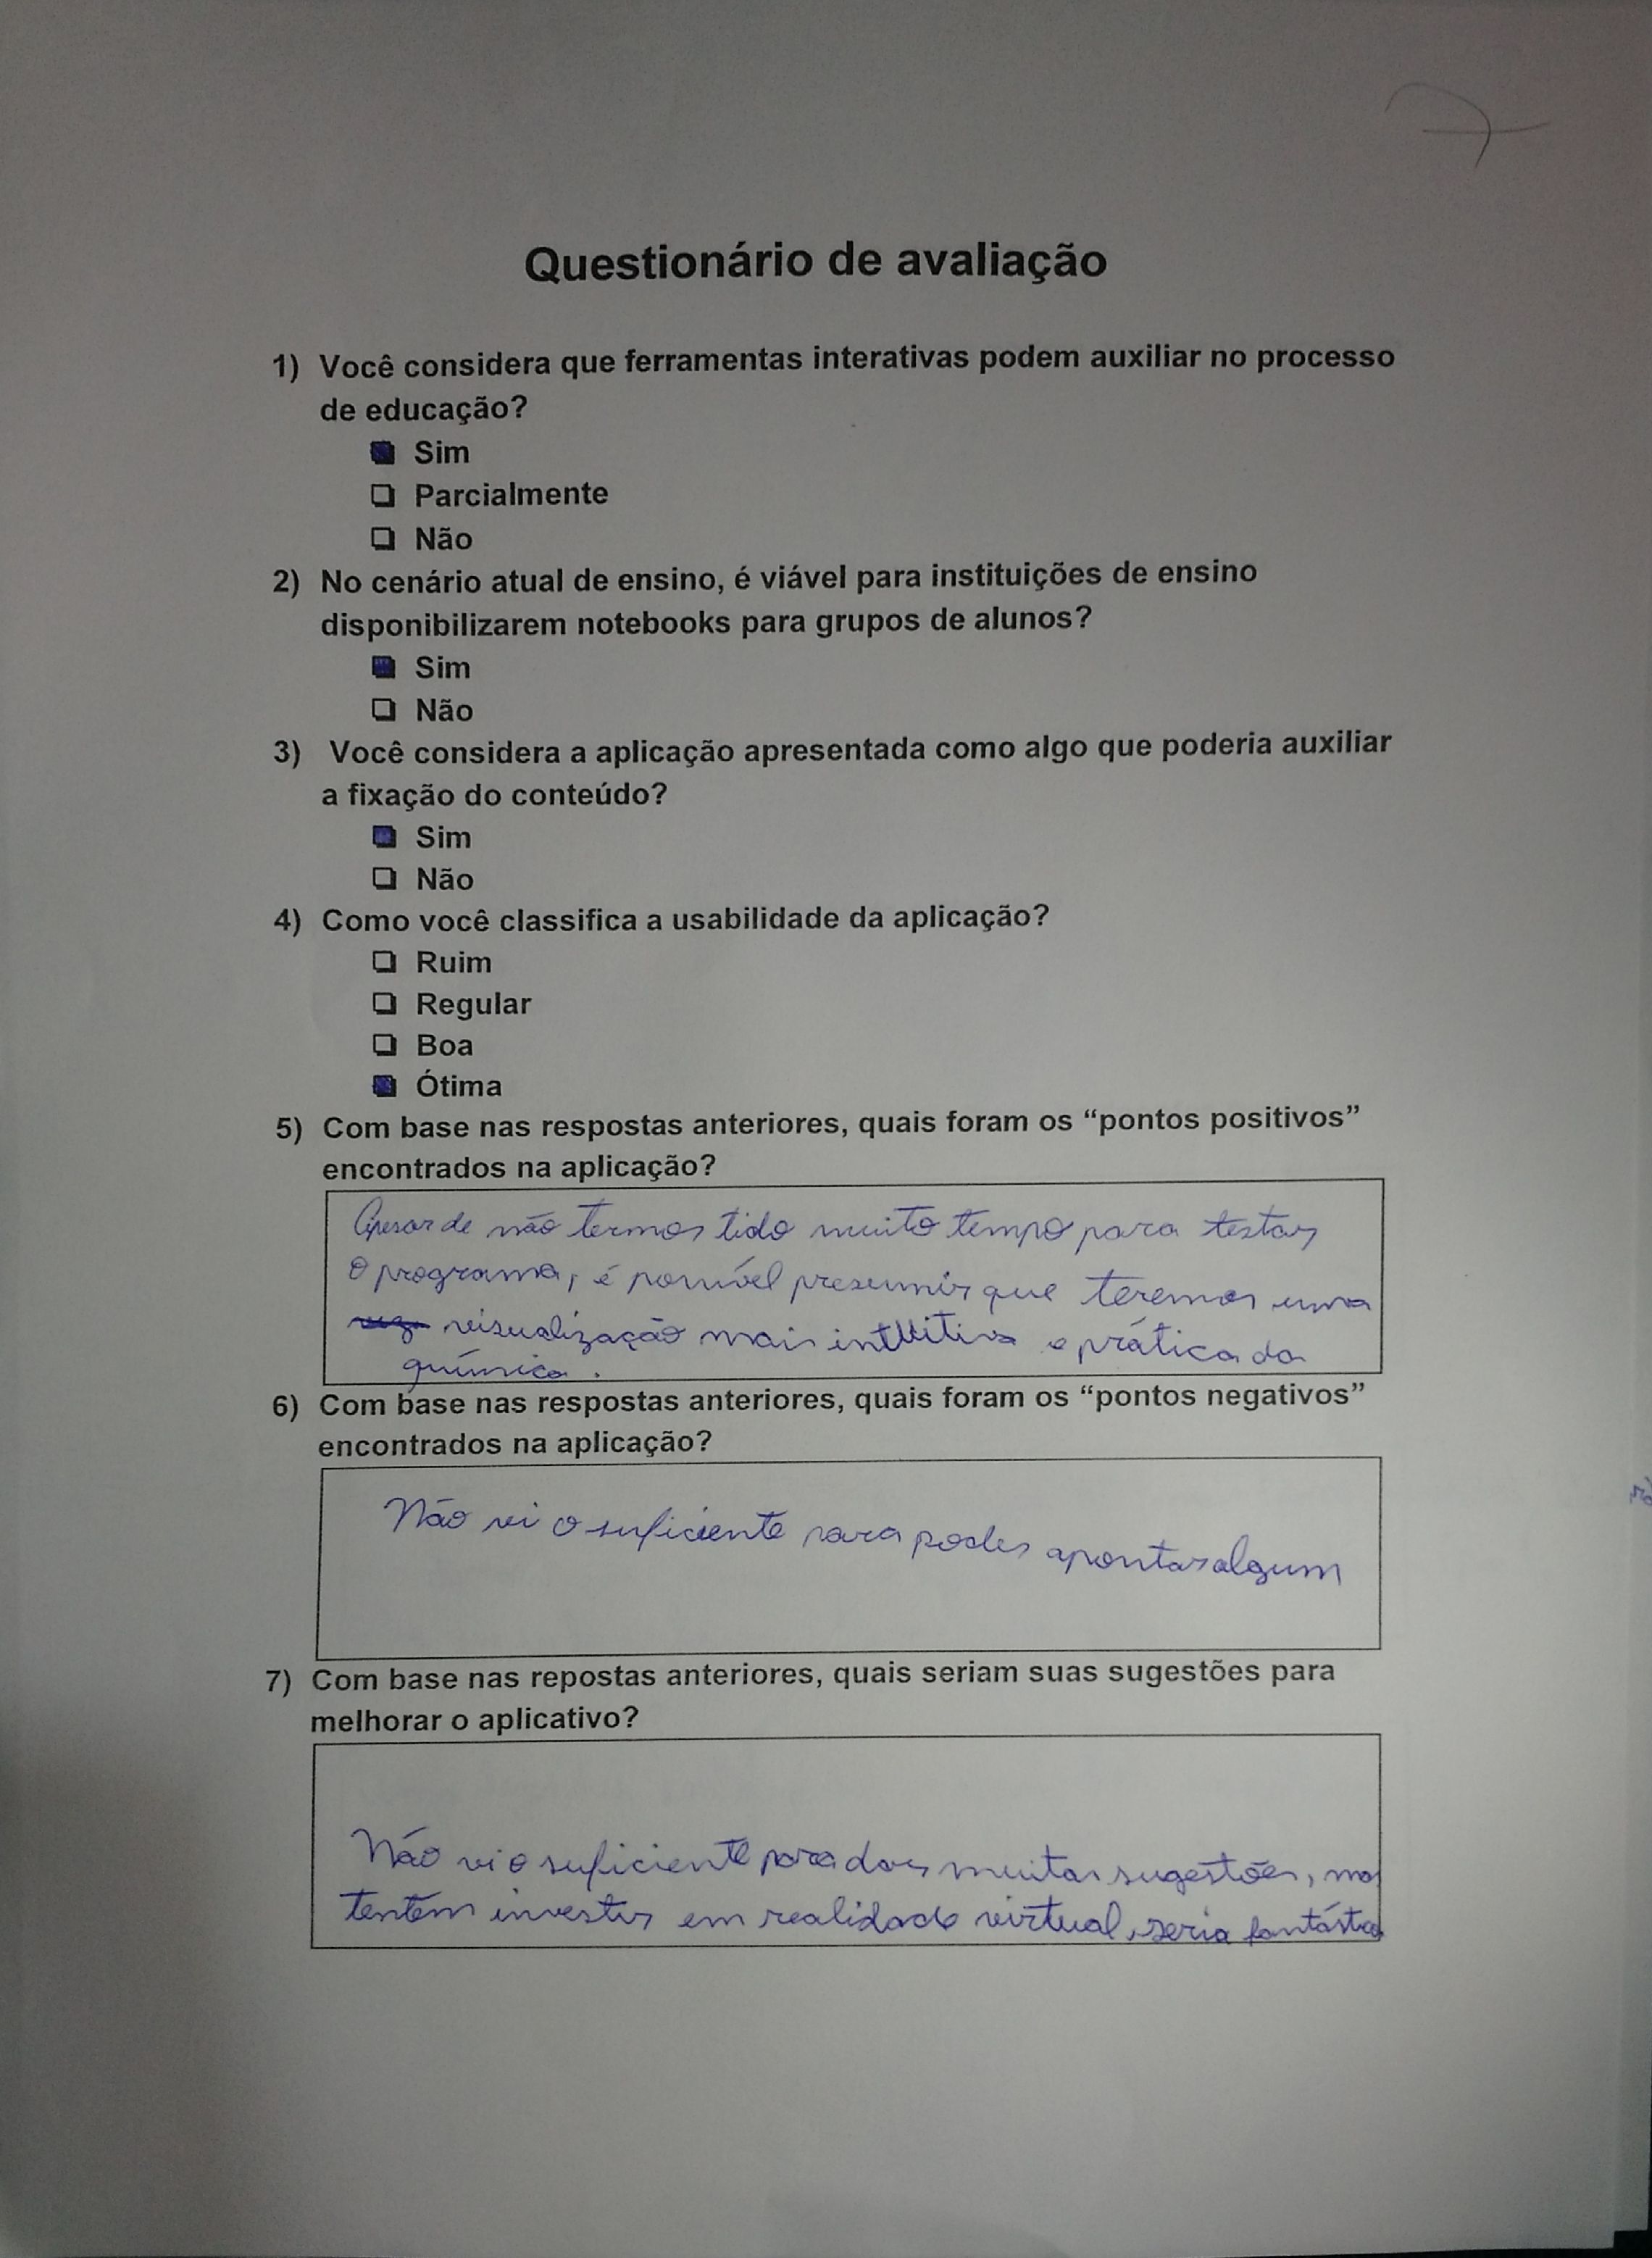 7
Questionário de avaliação
1) Você considera que ferramentas interativas podem auxiliar no processo
de educação?
Sim
Parcialmente
Não
2) No cenário atual de ensino, é viável para instituições de ensino
disponibilizarem notebooks para grupos de alunos?
Sim
Não
3) Você considera a aplicação apresentada como algo que poderia auxiliar
a fixação do conteúdo?
Sim
Não
4) Como você classifica a usabilidade da aplicação?
Ruim
Regular
Boa
Ótima
5) Com base nas respostas anteriores, quais foram os “pontos positivos”
encontrados na aplicação?
Apesar de não termos tido muito tempo para testar
o programa, é possível presumir que teremos uma
visualização mais intuitiva e prática da
química.
6) Com base nas respostas anteriores, quais foram os “pontos negativos”
encontrados na aplicação?
Não vi o suficiente para poder apontar algum
7) Com base nas repostas anteriores, quais seriam suas sugestões para
melhorar o aplicativo?
Não vi o suficiente para dar muitas sugestões, mas
tentem investir em realidade virtual, seria fantástico